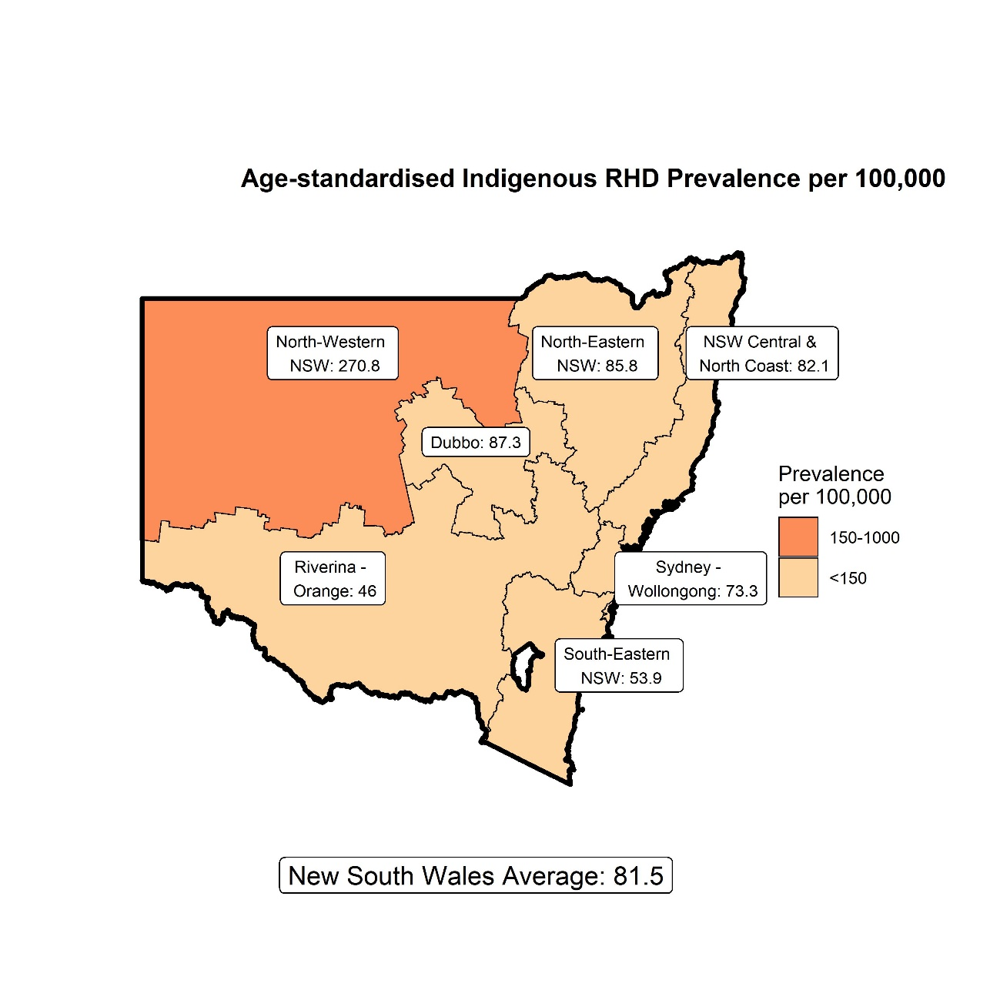 Age-standardised Indigenous RHD Prevalence per 100,000
North-Western
NSW: 270.8
North-Eastern
NSW: 85.8
NSW Central &
North Coast: 82.1
Dubbo: 87.3
Prevalence
per 100,000
150-1000
<150
Riverina -
Orange: 46
Sydney -
Wollongong: 73.3
South-Eastern
NSW: 53.9
New South Wales Average: 81.5